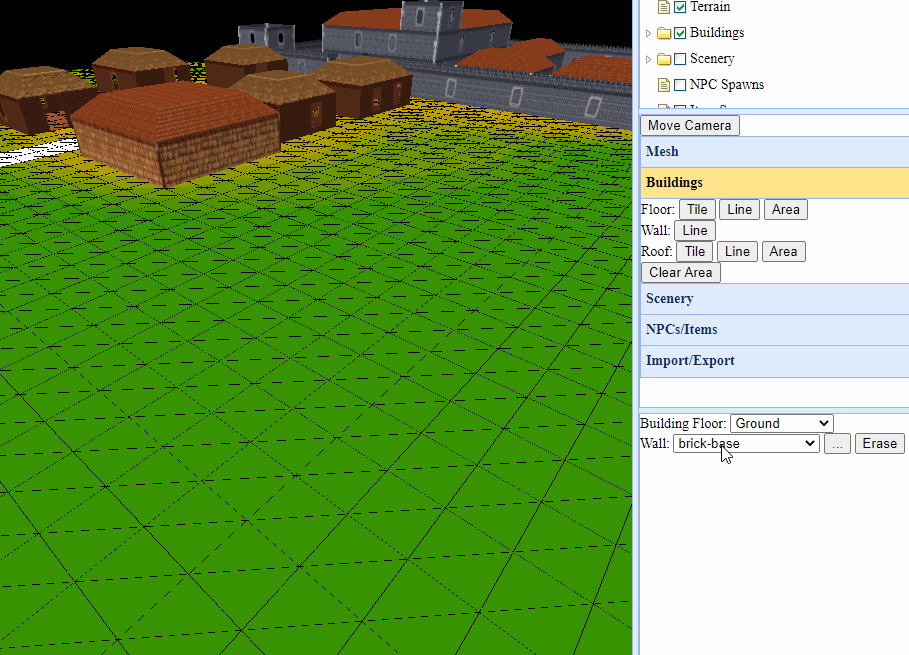 Terrain
Buildings
Scenery
NPC Spawns
Move Camera
Mesh
Buildings
Floor: Tile Line Area
Wall: Line
Roof: Tile Line Area
Clear Area
Scenery
NPCs/Items
Import/Export
Building Floor: Ground
Wall: brick-base ... Erase